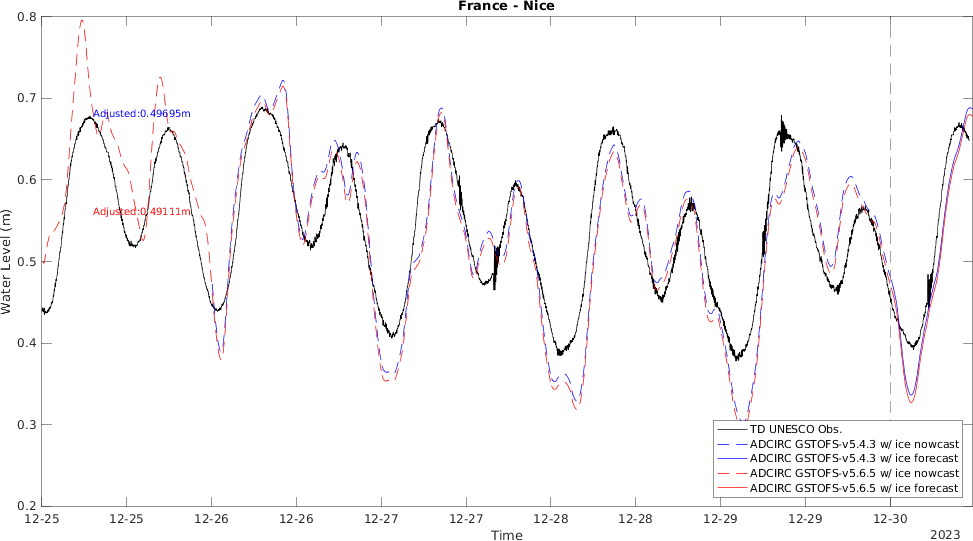 France - Nice
0.8
0.7
0.6
0.5
0.4
0.3
0.2
Water Level (m)
Adjusted:0.49695m
Adjusted:0.49111m
TD UNESCO Obs.
ADCIRC GSTOFS-v5.4.3 w/ ice nowcast
ADCIRC GSTOFS-v5.4.3 w/ ice forecast
ADCIRC GSTOFS-v5.6.5 w/ ice nowcast
ADCIRC GSTOFS-v5.6.5 w/ ice forecast
12-25 12-25 12-26 12-26 12-27 12-27 12-28 12-28 12-29 12-29 12-30
Time
2023